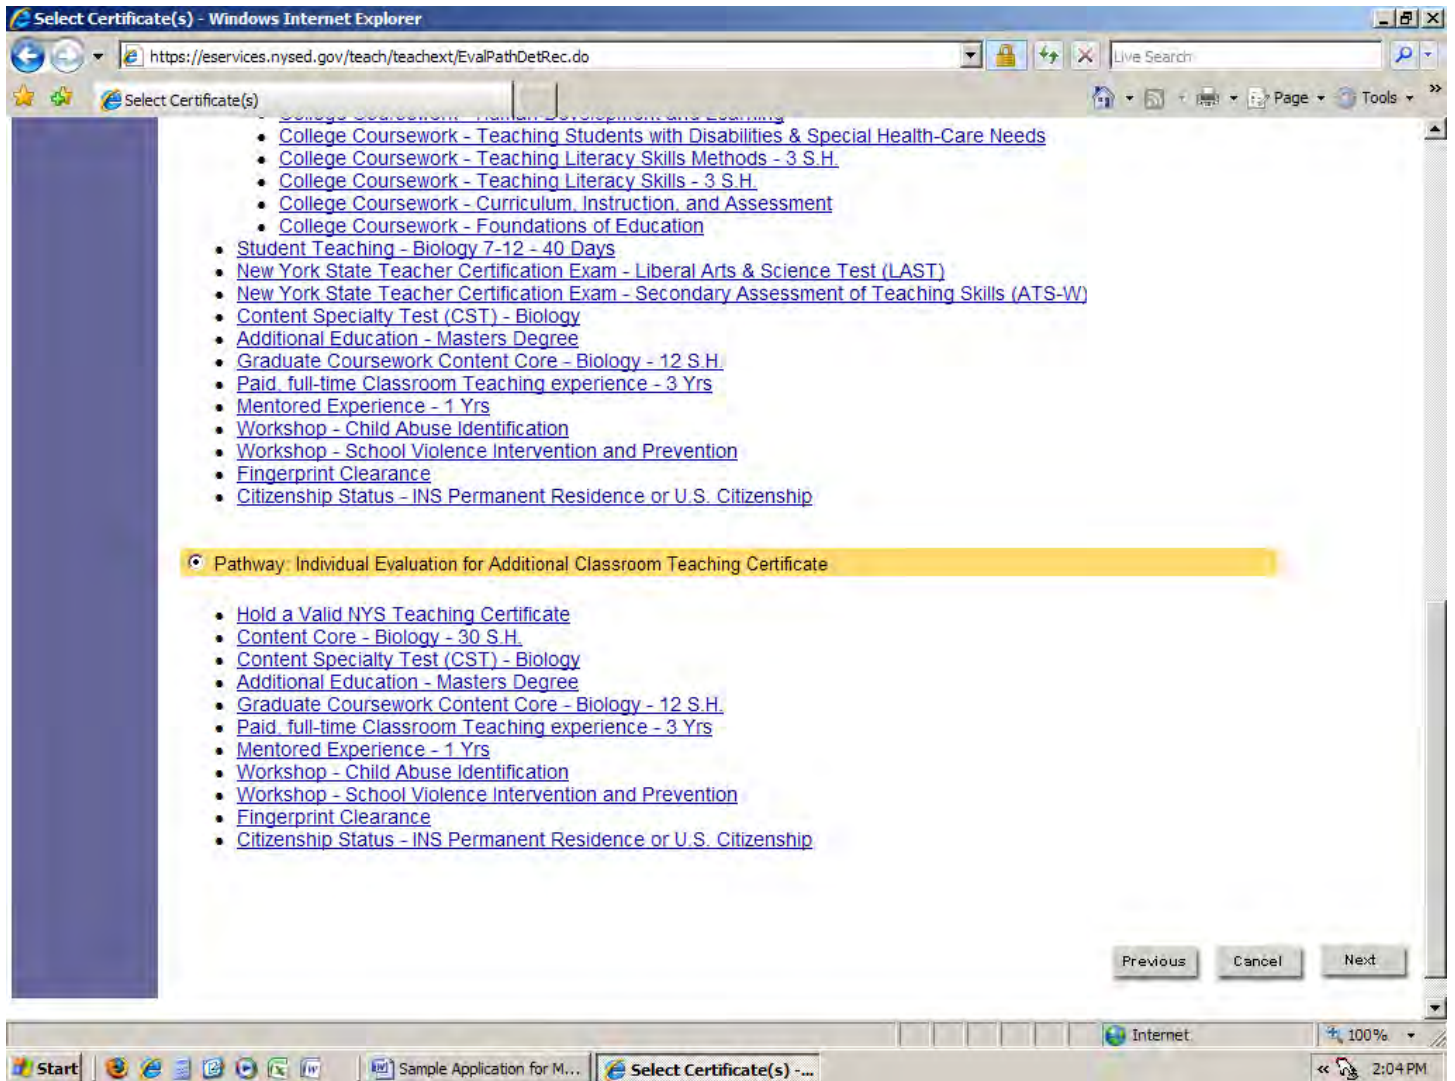 Select Certificate(s) - Windows Internet Explorer
https://eservices.nysed.gov/teach/teachext/EvalPathDetRec.do
Live Search
Select Certificate(s)
Page
Tools
College Coursework - Human Development and Learning
College Coursework - Teaching Students with Disabilities & Special Health-Care Needs
College Coursework - Teaching Literacy Skills Methods - 3 S.H.
College Coursework - Teaching Literacy Skills - 3 S.H.
College Coursework - Curriculum, Instruction, and Assessment
College Coursework - Foundations of Education
Student Teaching - Biology 7-12 - 40 Days
New York State Teacher Certification Exam - Liberal Arts & Science Test (LAST)
New York State Teacher Certification Exam - Secondary Assessment of Teaching Skills (ATS-W)
Content Specialty Test (CST) - Biology
Additional Education - Masters Degree
Graduate Coursework Content Core - Biology - 12 S.H.
Paid, full-time Classroom Teaching experience - 3 Yrs
Mentored Experience - 1 Yrs
Workshop - Child Abuse Identification
Workshop - School Violence Intervention and Prevention
Fingerprint Clearance
Citizenship Status - INS Permanent Residence or U.S. Citizenship
Pathway: Individual Evaluation for Additional Classroom Teaching Certificate
Hold a Valid NYS Teaching Certificate
Content Core - Biology - 30 S.H.
Content Specialty Test (CST) - Biology
Additional Education - Masters Degree
Graduate Coursework Content Core - Biology - 12 S.H.
Paid, full-time Classroom Teaching experience - 3 Yrs
Mentored Experience - 1 Yrs
Workshop - Child Abuse Identification
Workshop - School Violence Intervention and Prevention
Fingerprint Clearance
Citizenship Status - INS Permanent Residence or U.S. Citizenship
Previous
Cancel
Next
Internet
100%
Start
Sample Application for M...
Select Certificate(s) -...
2:04 PM